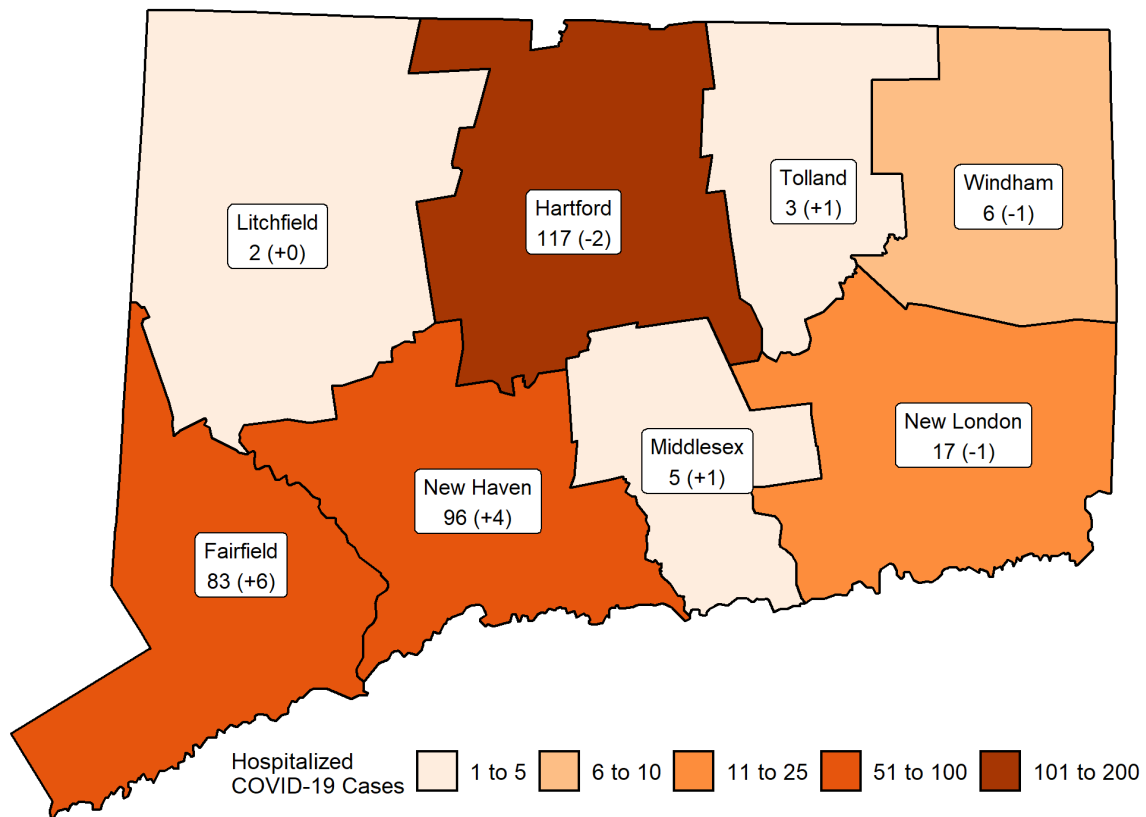 Litchfield
2 (+0)
Hartford
117 (-2)
Tolland
3 (+1)
Windham
6 (-1)
Fairfield
83 (+6)
New Haven
96 (+4)
Middlesex
5 (+1)
New London
17 (-1)
Hospitalized
COVID-19 Cases
1 to 5
6 to 10
11 to 25
51 to 100
101 to 200